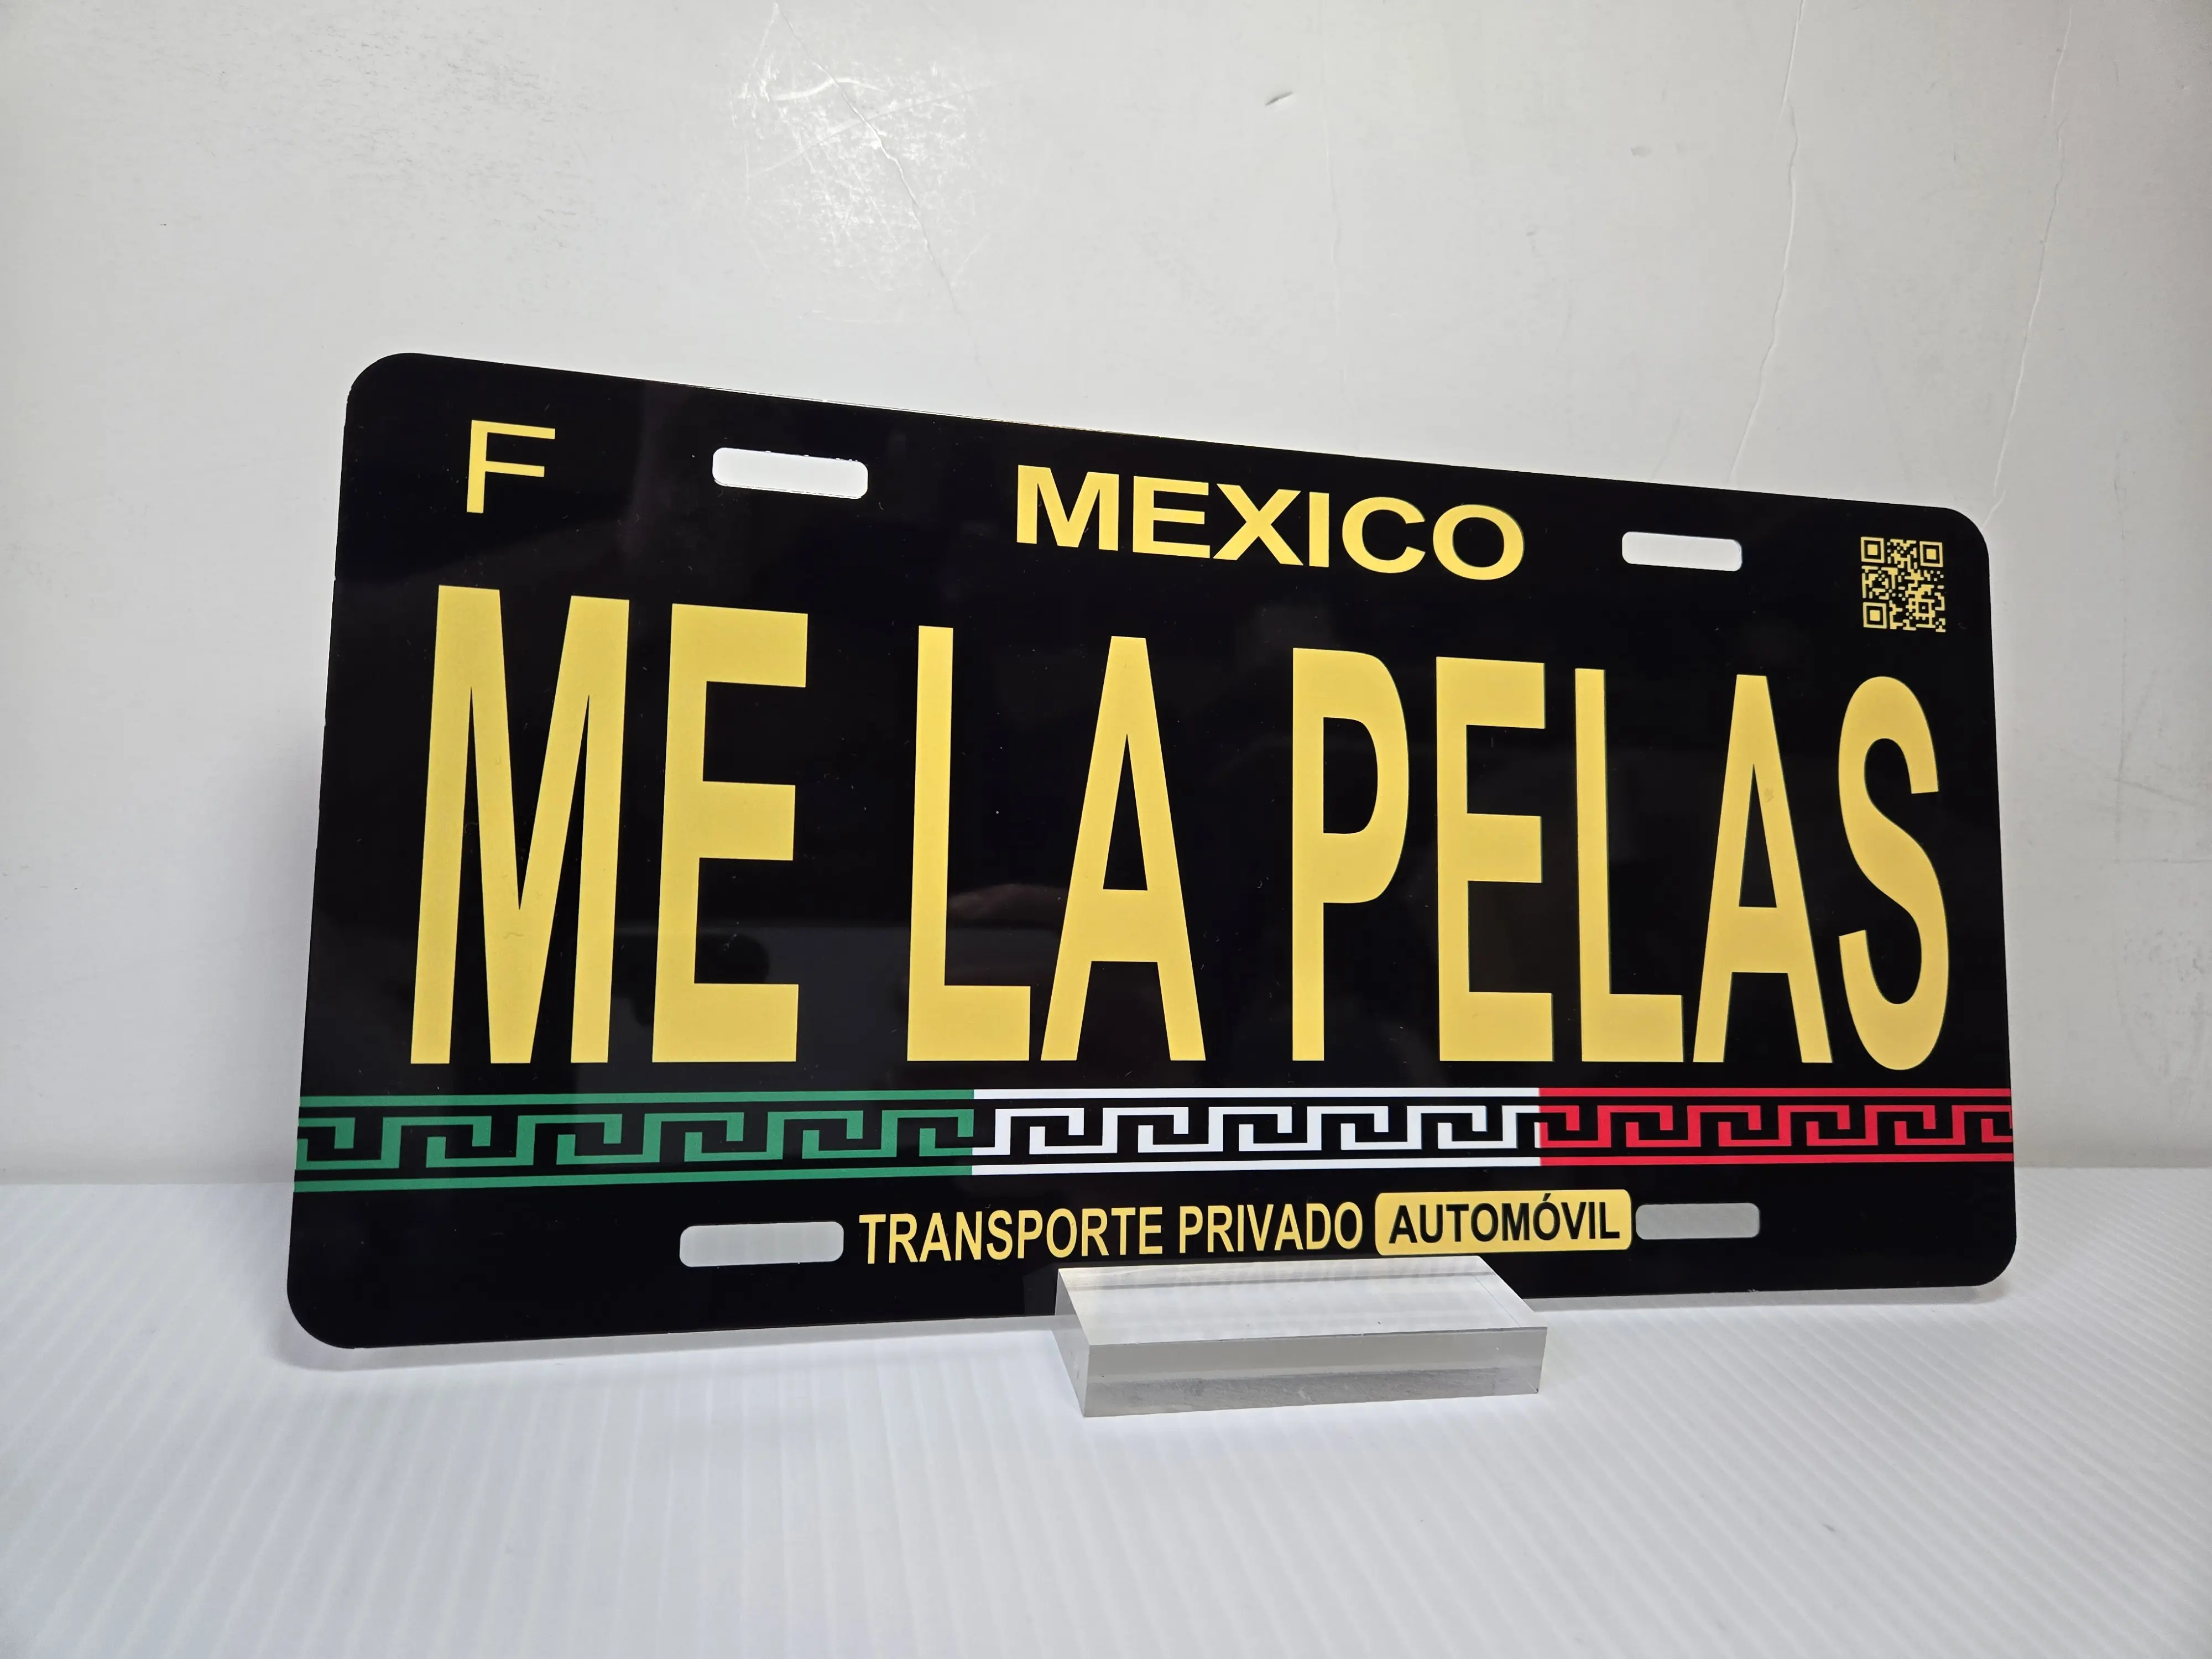 F
MEXICO
ME LA PELAS
TRANSPORTE PRIVADO AUTOMÓVIL